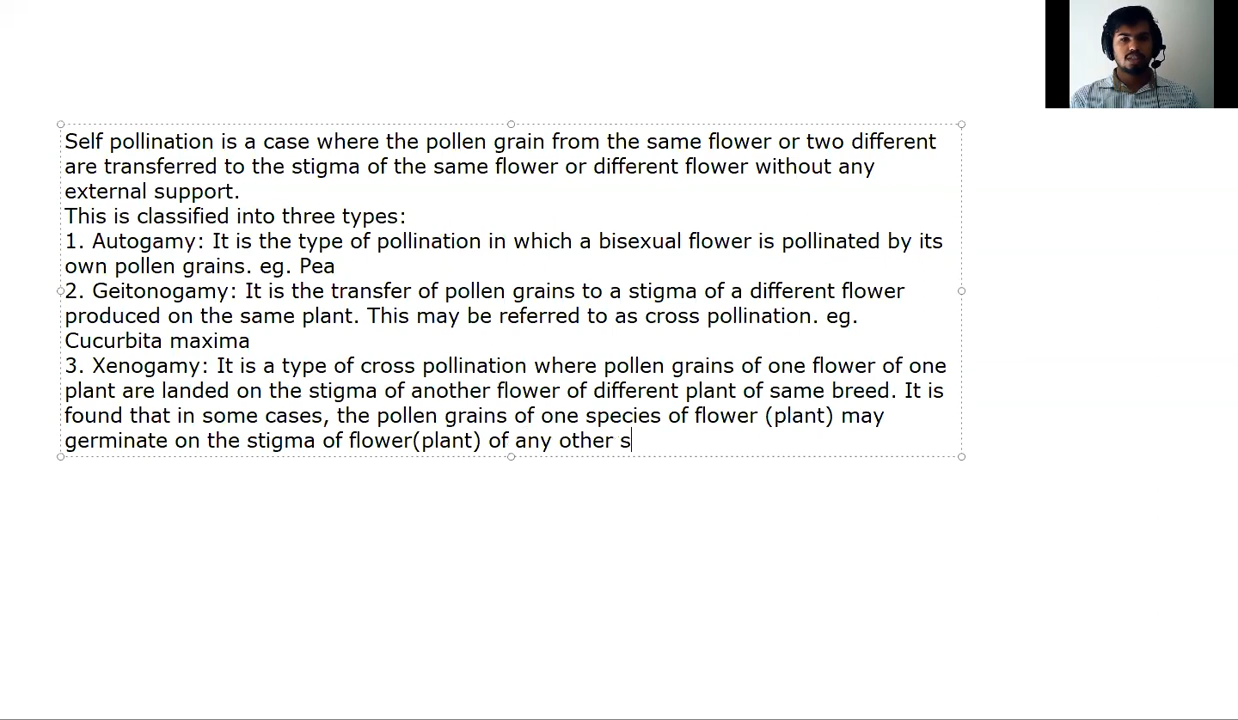 Self pollination is a case where the pollen grain from the same flower or two different
are transferred to the stigma of the same flower or different flower without any
external support.
This is classified into three types:
1. Autogamy: It is the type of pollination in which a bisexual flower is pollinated by its
own pollen grains. eg. Pea
2. Geitonogamy: It is the transfer of pollen grains to a stigma of a different flower
produced on the same plant. This may be referred to as cross pollination. eg.
Cucurbita maxima
3. Xenogamy: It is a type of cross pollination where pollen grains of one flower of one
plant are landed on the stigma of another flower of different plant of same breed. It is
found that in some cases, the pollen grains of one species of flower (plant) may
germinate on the stigma of flower(plant) of any other s